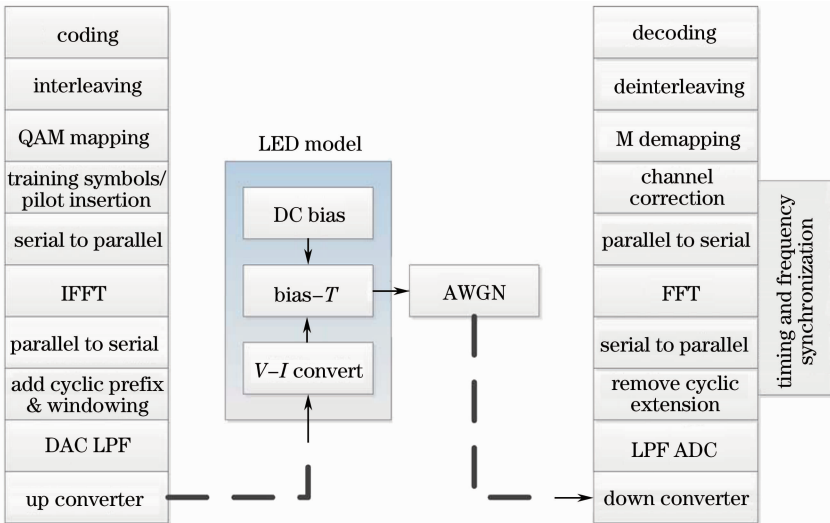 coding
interleaving
QAM mapping
training symbols/
pilot insertion
serial to parallel
IFFT
parallel to serial
add cyclic prefix
& windowing
DAC LPF
up converter
LED model
DC bias
bias–T
V–I convert
AWGN
decoding
deinterleaving
M demapping
channel
correction
parallel to serial
FFT
serial to parallel
remove cyclic
extension
LPF ADC
down converter
timing and frequency
synchronization